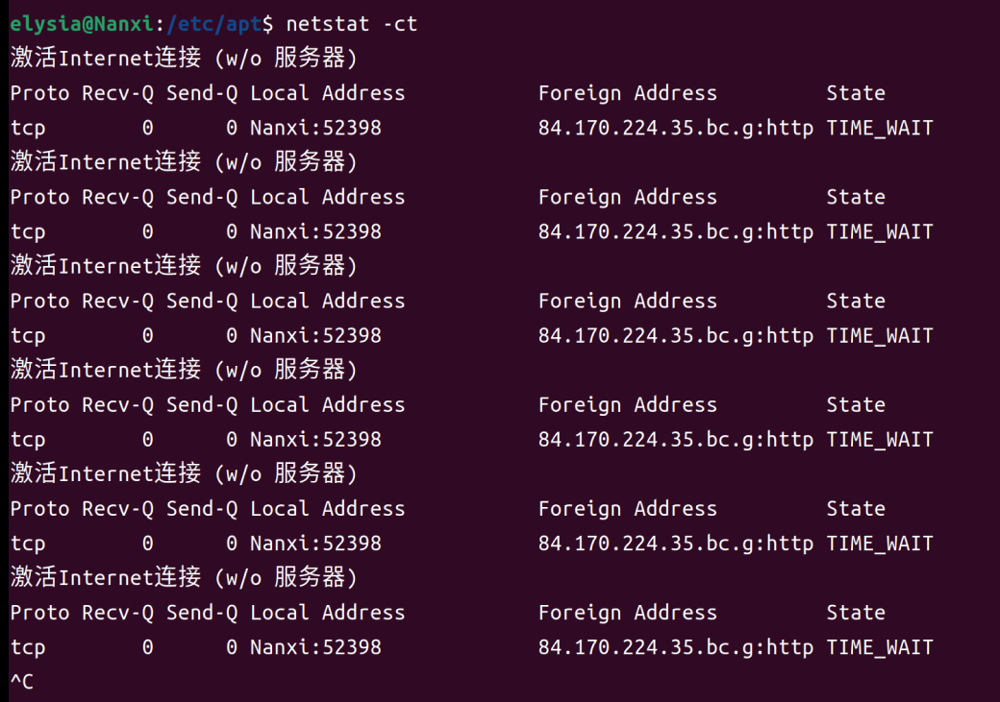 elysia@Nanxi:/etc/apt$ netstat -ct
激活Internet连接 (w/o 服务器)
Proto Recv-Q Send-Q Local Address           Foreign Address         State
tcp        0      0 Nanxi:52398             84.170.224.35.bc.g:http TIME_WAIT
激活Internet连接 (w/o 服务器)
Proto Recv-Q Send-Q Local Address           Foreign Address         State
tcp        0      0 Nanxi:52398             84.170.224.35.bc.g:http TIME_WAIT
激活Internet连接 (w/o 服务器)
Proto Recv-Q Send-Q Local Address           Foreign Address         State
tcp        0      0 Nanxi:52398             84.170.224.35.bc.g:http TIME_WAIT
激活Internet连接 (w/o 服务器)
Proto Recv-Q Send-Q Local Address           Foreign Address         State
tcp        0      0 Nanxi:52398             84.170.224.35.bc.g:http TIME_WAIT
激活Internet连接 (w/o 服务器)
Proto Recv-Q Send-Q Local Address           Foreign Address         State
tcp        0      0 Nanxi:52398             84.170.224.35.bc.g:http TIME_WAIT
激活Internet连接 (w/o 服务器)
Proto Recv-Q Send-Q Local Address           Foreign Address         State
tcp        0      0 Nanxi:52398             84.170.224.35.bc.g:http TIME_WAIT
^C